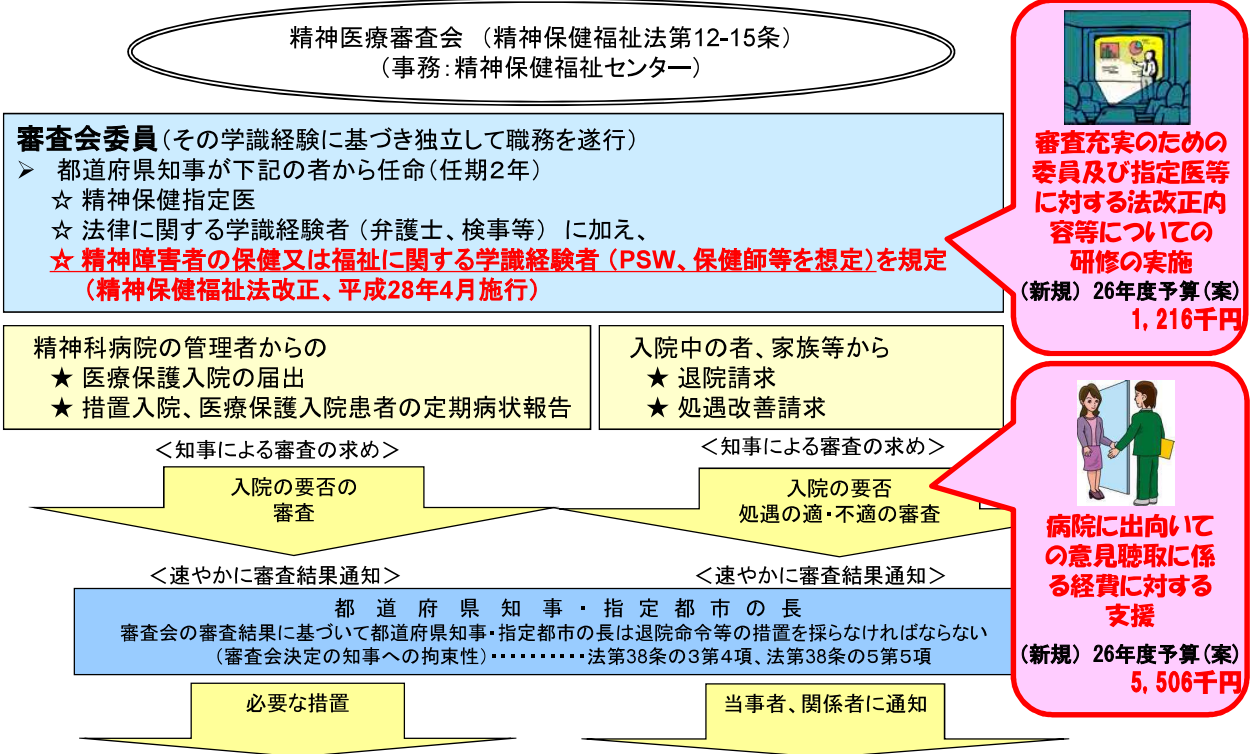 精神医療審査会 （精神保健福祉法第12-15条）
（事務：精神保健福祉センター）
審査会委員（その学識経験に基づき独立して職務を遂行）
➢ 都道府県知事が下記の者から任命（任期２年）
☆ 精神保健指定医
☆ 法律に関する学識経験者（弁護士、検事等） に加え、
☆ 精神障害者の保健又は福祉に関する学識経験者（PSW、保健師等を想定）を規定
（精神保健福祉法改正、平成28年4月施行）
審査充実のための
委員及び指定医等
に対する法改正内
容等についての
研修の実施
（新規）26年度予算（案）
1,216千円
精神科病院の管理者からの
★ 医療保護入院の届出
★ 措置入院、医療保護入院患者の定期病状報告
入院中の者、家族等から
★ 退院請求
★ 処遇改善請求
＜知事による審査の求め＞
＜知事による審査の求め＞
入院の要否の
審査
入院の要否
処遇の適・不適の審査
病院に出向いて
の意見聴取に係
る経費に対する
支援
（新規）26年度予算（案）
5,506千円
＜速やかに審査結果通知＞
＜速やかに審査結果通知＞
都 道 府 県 知 事 ・ 指 定 都 市 の 長
審査会の審査結果に基づいて都道府県知事・指定都市の長は退院命令等の措置を採らなければならない
（審査会決定の知事への拘束性）・・・・・・・・・・法第38条の３第４項、法第38条の５第５項
必要な措置
当事者、関係者に通知